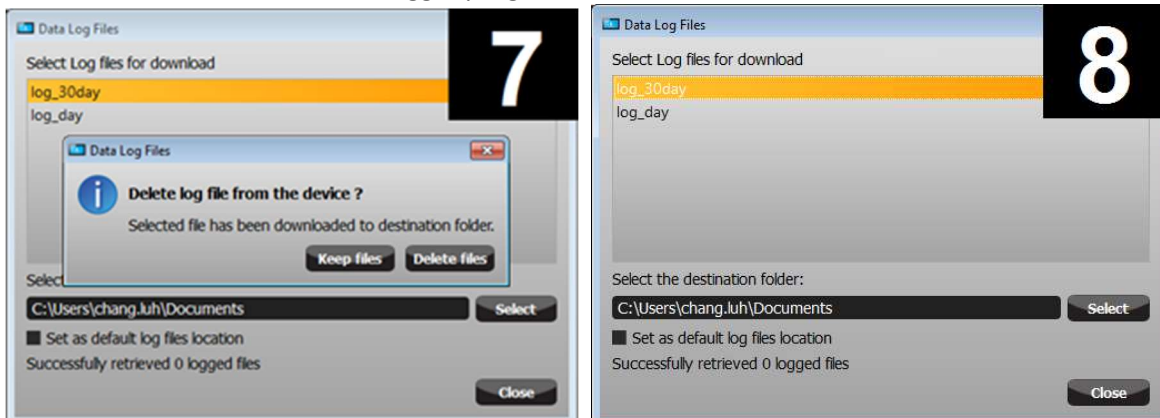 Data Log Files
7
Select Log files for download
log_30day
log_day
Data Log Files
Delete log file from the device ?
Selected file has been downloaded to destination folder.
Keep files Delete files
Select
C:\Users\chang.luh\Documents Select
Set as default log files location
Successfully retrieved 0 logged files
Close
Data Log Files
8
Select Log files for download
log_30day
log_day
Select the destination folder:
C:\Users\chang.luh\Documents Select
Set as default log files location
Successfully retrieved 0 logged files
Close